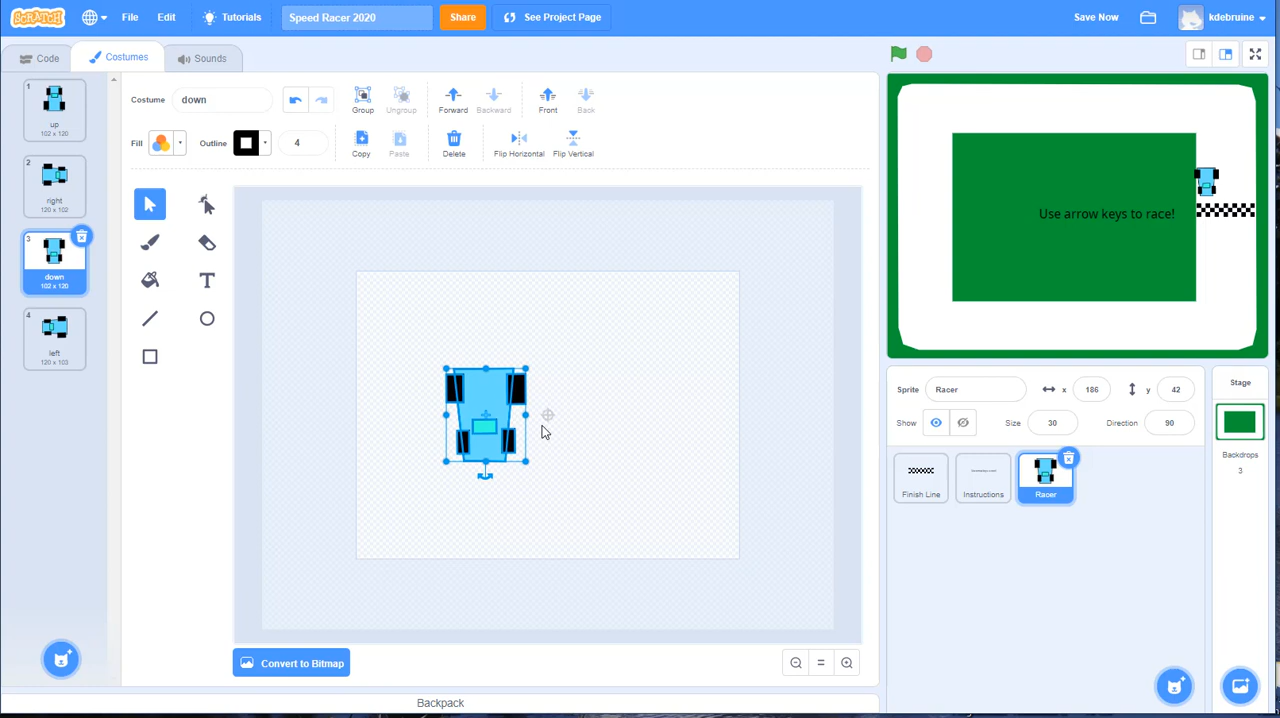 SCRATCH
File
Edit
Tutorials
Speed Racer 2020
Share
See Project Page
Save Now
kdebruine
Code
Costumes
Sounds
1
up
102 x 120
2
right
120 x 102
3
down
102 x 120
4
left
120 x 102
Costume
down
Group
Ungroup
Forward
Backward
Front
Back
Fill
Outline
4
Copy
Paste
Delete
Flip Horizontal
Flip Vertical
T
Convert to Bitmap
Backpack
Use arrow keys to race!
Sprite
Racer
x
186
y
42
Show
Size
30
Direction
90
Finish Line
Instructions
Racer
Stage
Backdrops
3